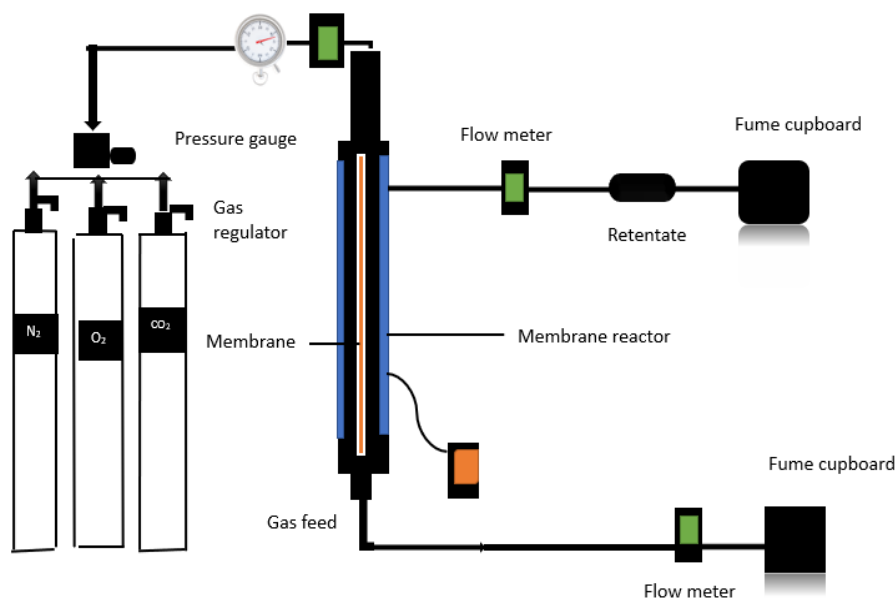 Pressure gauge
Flow meter
Fume cupboard
Gas
regulator
Retentate
N₂
O₂
CO₂
Membrane
Membrane reactor
Gas feed
Fume cupboard
Flow meter